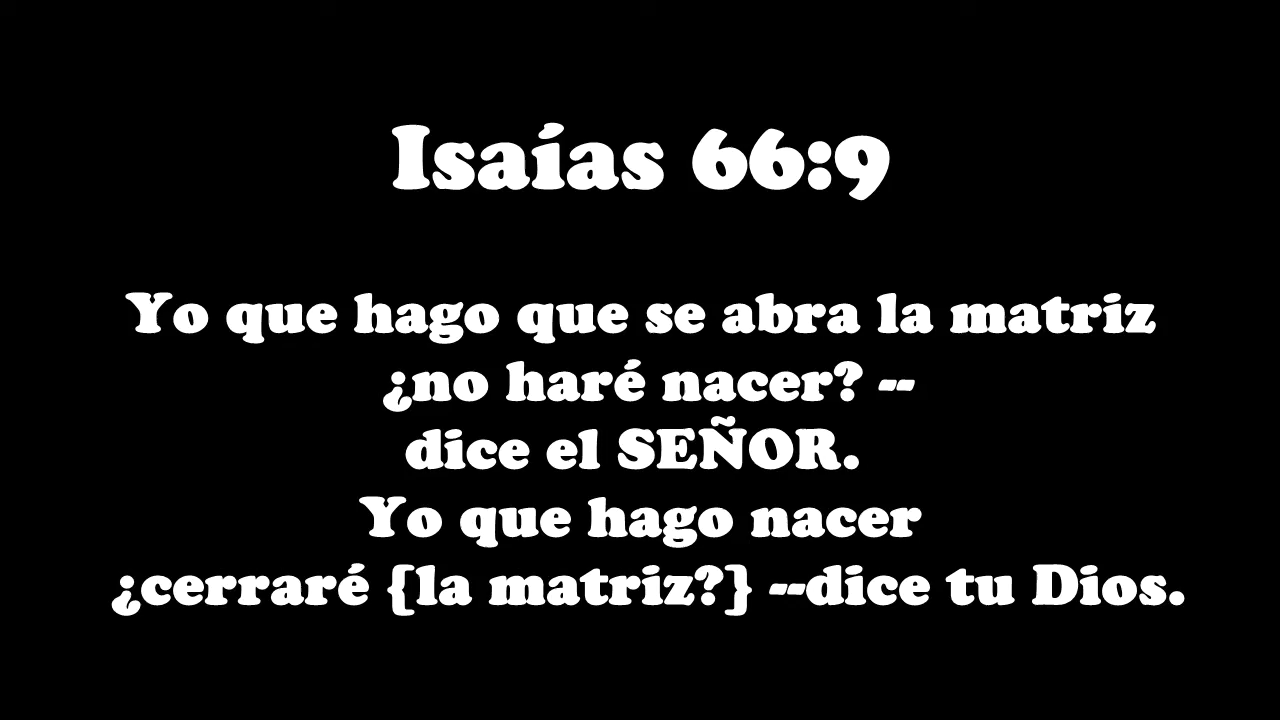 Isaías 66:9
Yo que hago que se abra la matriz
¿no haré nacer? --
dice el SEÑOR.
Yo que hago nacer
¿cerraré {la matriz?} --dice tu Dios.